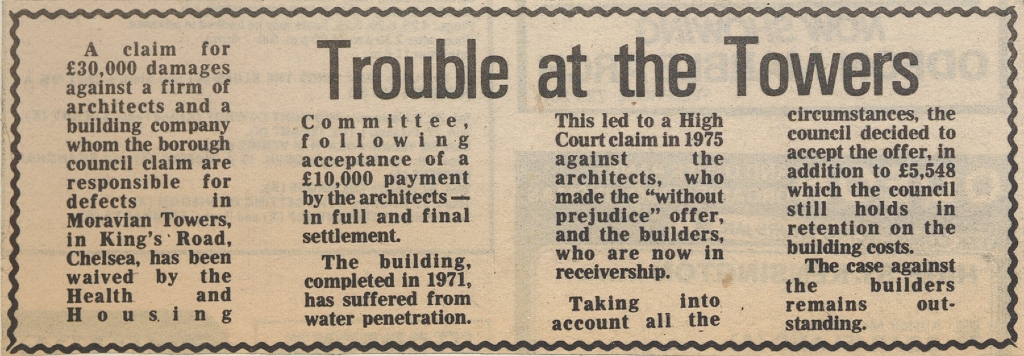 Trouble at the Towers
A claim for
£30,000 damages
against a firm of
architects and a
building company
whom the borough
council claim are
responsible for
defects in
Moravian Towers,
in King's Road,
Chelsea, has been
waived by the
Health and
Housing
Committee,
following
acceptance of a
£10,000 payment
by the architects —
in full and final
settlement.
The building,
completed in 1971,
has suffered from
water penetration.
This led to a High
Court claim in 1975
against the
architects, who
made the "without
prejudice" offer,
and the builders,
who are now in
receivership.
Taking into
account all the
circumstances, the
council decided to
accept the offer, in
addition to £5,548
which the council
still holds in
retention on the
building costs.
The case against
the builders
remains out-
standing.